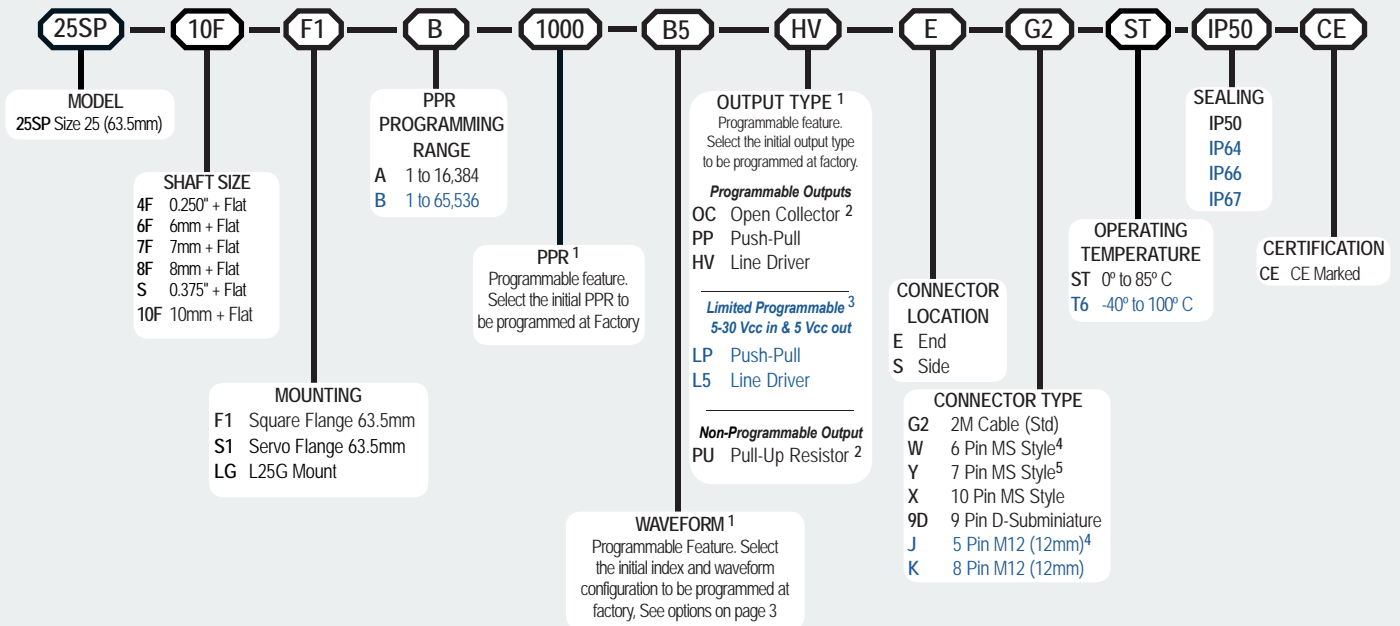 25SP 10F F1 B 1000 B5 HV E G2 ST IP50 CE
MODEL
25SP Size 25 (63.5mm)
SHAFT SIZE
4F 0.250" + Flat
6F 6mm + Flat
7F 7mm + Flat
8F 8mm + Flat
S 0.375" + Flat
10F 10mm + Flat
MOUNTING
F1 Square Flange 63.5mm
S1 Servo Flange 63.5mm
LG L25G Mount
PPR
PROGRAMMING
RANGE
A 1 to 16,384
B 1 to 65,536
PPR 1
Programmable feature.
Select the initial PPR to
be programmed at Factory
WAVEFORM 1
Programmable Feature. Select
the initial index and waveform
configuration to be programmed at
factory, See options on page 3
OUTPUT TYPE 1
Programmable feature.
Select the initial output type
to be programmed at factory.
Programmable Outputs
OC Open Collector 2
PP Push-Pull
HV Line Driver
Limited Programmable 3
5-30 Vcc in & 5 Vcc out
LP Push-Pull
L5 Line Driver
Non-Programmable Output
PU Pull-Up Resistor 2
CONNECTOR
LOCATION
E End
S Side
CONNECTOR TYPE
G2 2M Cable (Std)
W 6 Pin MS Style4
Y 7 Pin MS Style5
X 10 Pin MS Style
9D 9 Pin D-Subminiature
J 5 Pin M12 (12mm)4
K 8 Pin M12 (12mm)
OPERATING
TEMPERATURE
ST 0º to 85º C
T6 -40º to 100º C
SEALING
IP50
IP64
IP66
IP67
CERTIFICATION
CE CE Marked